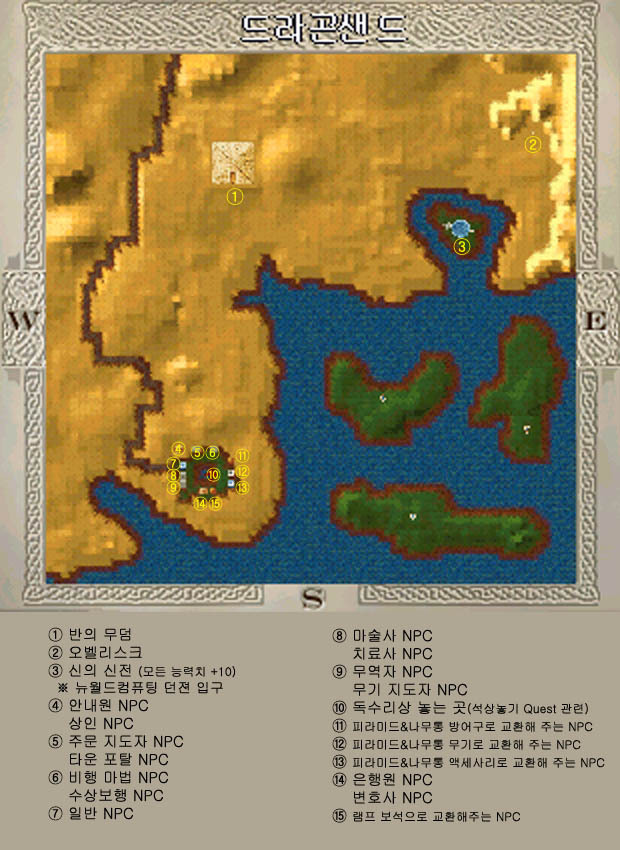 드래곤샌드
W
E
①
②
③
④
⑤
⑥
⑦
⑧
⑨
⑩
⑪
⑫
⑬
⑭
⑮
S
① 반의 무덤
② 오벨리스크
③ 신의 신전 (모든 능력치 +10)
※ 뉴월드컴퓨팅 던젼 입구
④ 안내원 NPC
상인 NPC
⑤ 주문 지도자 NPC
타운 포탈 NPC
⑥ 비행 마법 NPC
수상보행 NPC
⑦ 일반 NPC
⑧ 마술사 NPC
치료사 NPC
⑨ 무역자 NPC
무기 지도자 NPC
⑩ 독수리상 놓는 곳(석상놓기 Quest 관련)
⑪ 피라미드&나무통 방어구로 교환해 주는 NPC
⑫ 피라미드&나무통 무기로 교환해 주는 NPC
⑬ 피라미드&나무통 액세사리로 교환해 주는 NPC
⑭ 은행원 NPC
변호사 NPC
⑮ 램프 보석으로 교환해주는 NPC